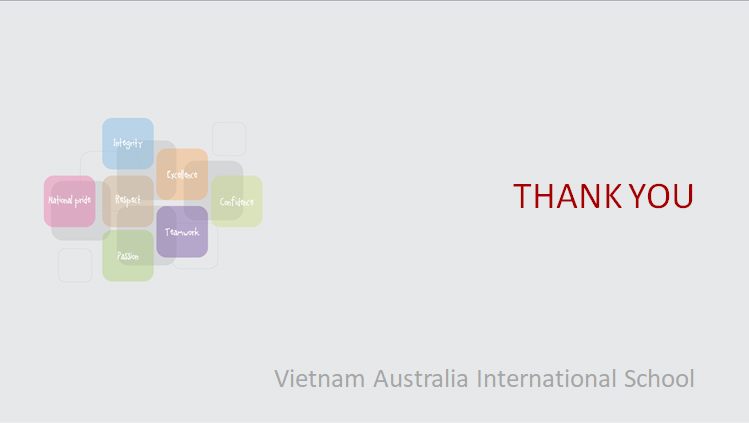 Integrity
Excellence
National pride
Respect
Confidence
Teamwork
Passion
THANK YOU
Vietnam Australia International School